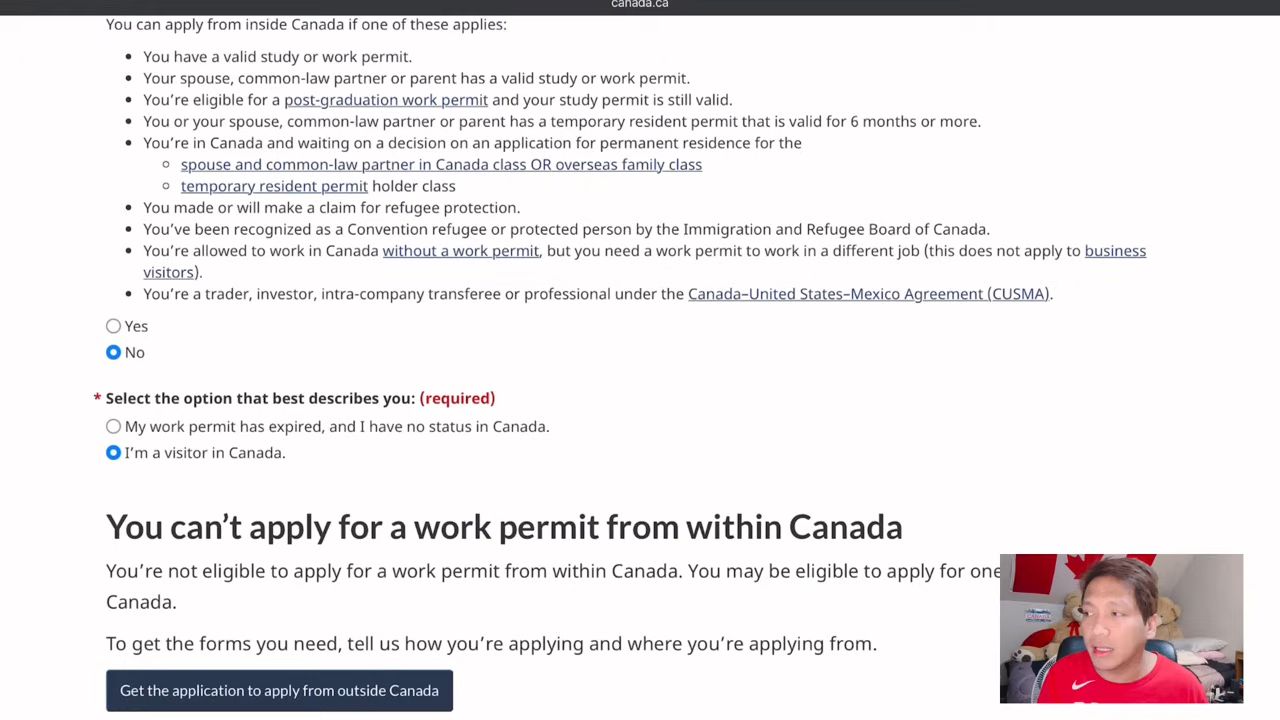 canada.ca
You can apply from inside Canada if one of these applies:
• You have a valid study or work permit.
• Your spouse, common-law partner or parent has a valid study or work permit.
• You're eligible for a post-graduation work permit and your study permit is still valid.
• You or your spouse, common-law partner or parent has a temporary resident permit that is valid for 6 months or more.
• You're in Canada and waiting on a decision on an application for permanent residence for the
◦ spouse and common-law partner in Canada class OR overseas family class
◦ temporary resident permit holder class
• You made or will make a claim for refugee protection.
• You've been recognized as a Convention refugee or protected person by the Immigration and Refugee Board of Canada.
• You're allowed to work in Canada without a work permit, but you need a work permit to work in a different job (this does not apply to business
visitors).
• You're a trader, investor, intra-company transferee or professional under the Canada–United States–Mexico Agreement (CUSMA).
Yes
No
* Select the option that best describes you: (required)
My work permit has expired, and I have no status in Canada.
I'm a visitor in Canada.
You can't apply for a work permit from within Canada
You're not eligible to apply for a work permit from within Canada. You may be eligible to apply for one
Canada.
To get the forms you need, tell us how you're applying and where you're applying from.
Get the application to apply from outside Canada